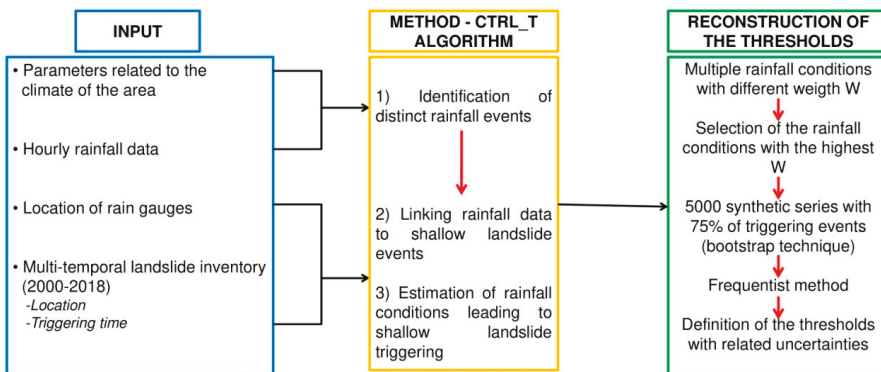 INPUT
• Parameters related to the
climate of the area
• Hourly rainfall data
• Location of rain gauges
• Multi-temporal landslide inventory
(2000-2018)
-Location
-Triggering time
METHOD - CTRL_T
ALGORITHM
1) Identification of
distinct rainfall events
2) Linking rainfall data
to shallow landslide
events
3) Estimation of rainfall
conditions leading to
shallow landslide
triggering
RECONSTRUCTION OF
THE THRESHOLDS
Multiple rainfall conditions
with different weigth W
Selection of the rainfall
conditions with the highest
W
5000 synthetic series with
75% of triggering events
(bootstrap technique)
Frequentist method
Definition of the thresholds
with related uncertainties